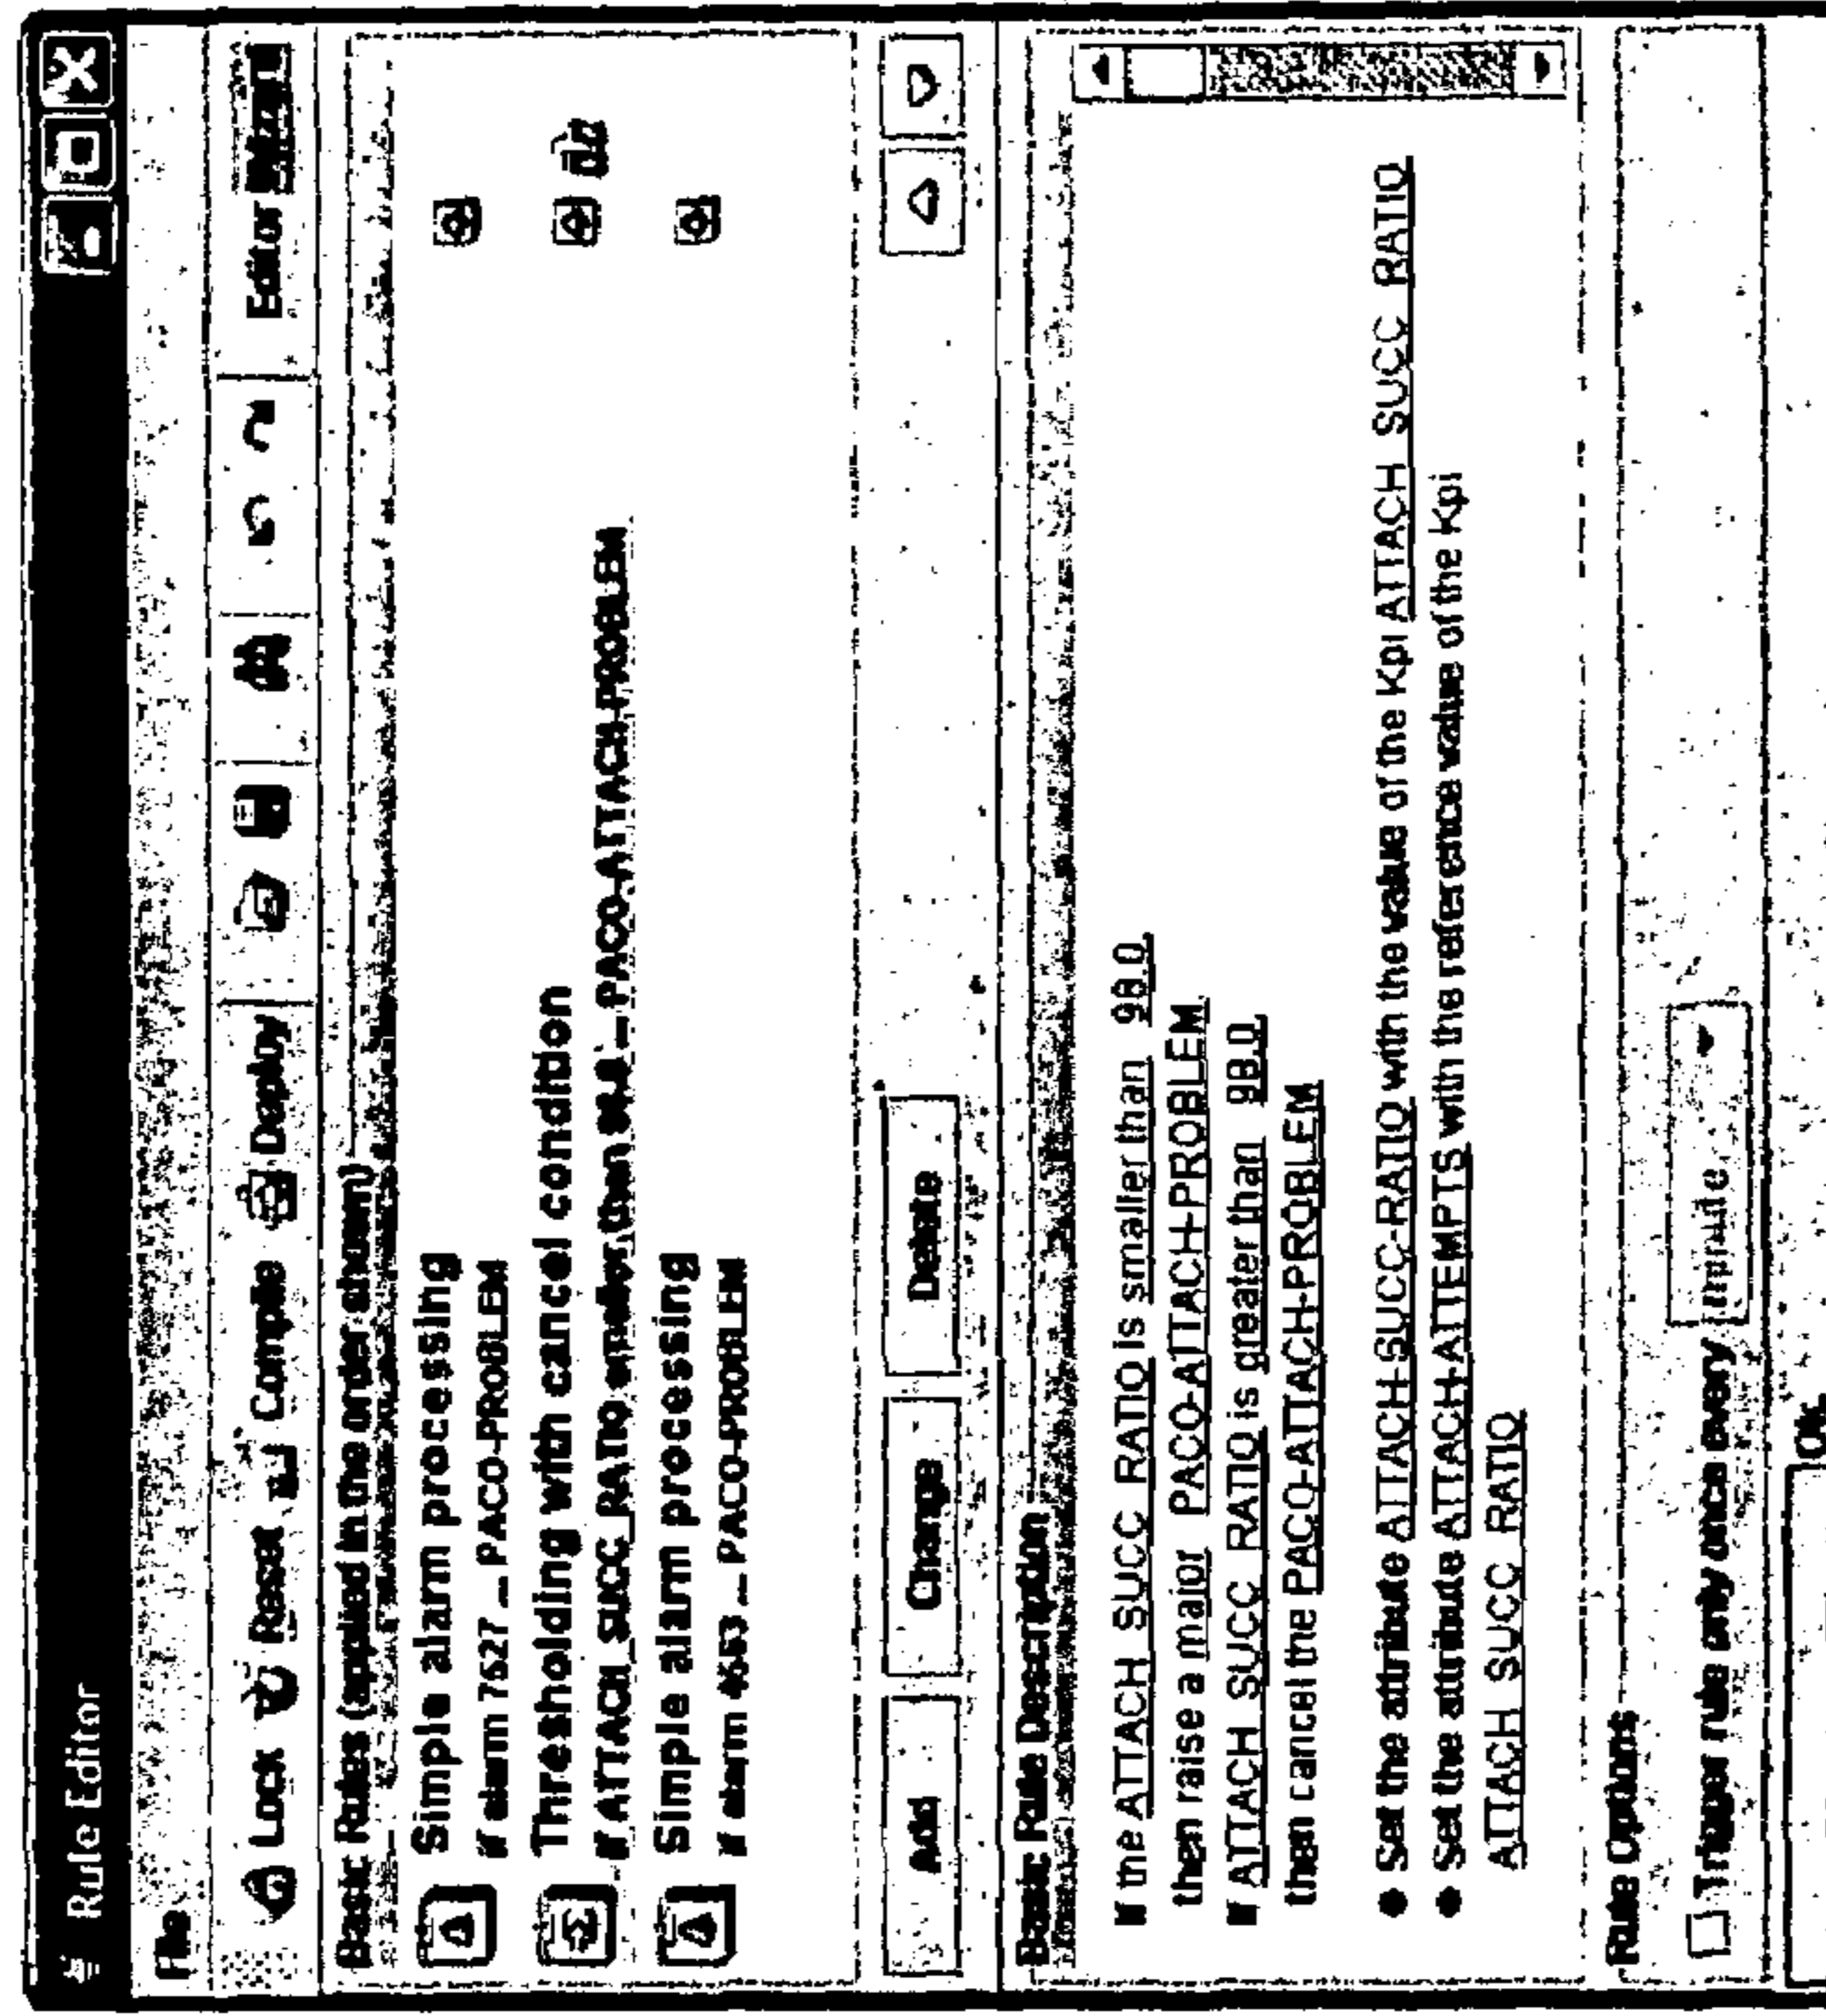 Rule Editor
File
Lock Reset Compile Deploy Editor
Basic Rules (applied in the order shown)
Simple alarm processing
If alarm 7627 ... PACO-PROBLEM
Thresholding with cancel condition
If ATTACH_SUCC_RATIO smaller than 98.0 ... PACO-ATTACH-PROBLEM
Simple alarm processing
If alarm 4663 ... PACO-PROBLEM
Add Change Delete
Basic Rule Description
If the ATTACH SUCC RATIO is smaller than 98.0,
then raise a major PACO-ATTACH-PROBLEM.
If ATTACH SUCC RATIO is greater than 98.0,
then cancel the PACO-ATTACH-PROBLEM
● Set the attribute ATTACH-SUCC-RATIO with the value of the Kpi ATTACH SUCC RATIO
● Set the attribute ATTACH-ATTEMPTS with the reference value of the Kpi
ATTACH SUCC RATIO
Rule Options
Trigger rule only once every minute
Ok